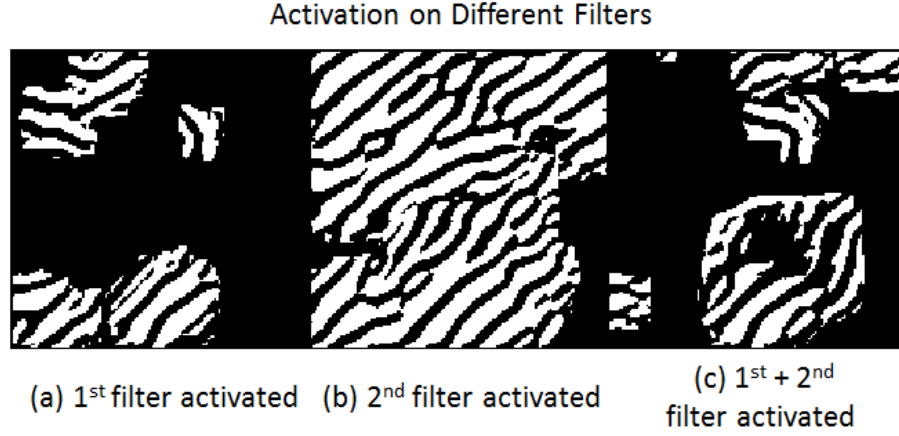 Activation on Different Filters
(a) 1st filter activated
(b) 2nd filter activated
(c) 1st + 2nd
filter activated